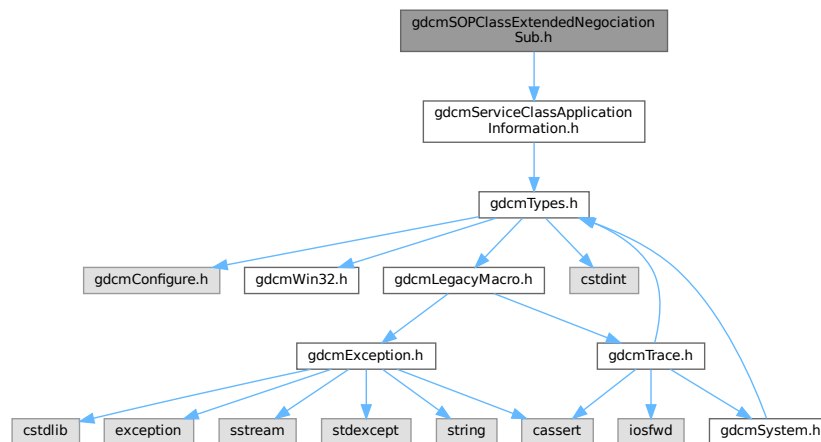 gdcmSOPClassExtendedNegociation
Sub.h
gdcmServiceClassApplication
Information.h
gdcmTypes.h
gdcmConfigure.h
gdcmWin32.h
gdcmLegacyMacro.h
cstdint
gdcmException.h
gdcmTrace.h
cstdlib
exception
sstream
stdexcept
string
cassert
iosfwd
gdcmSystem.h